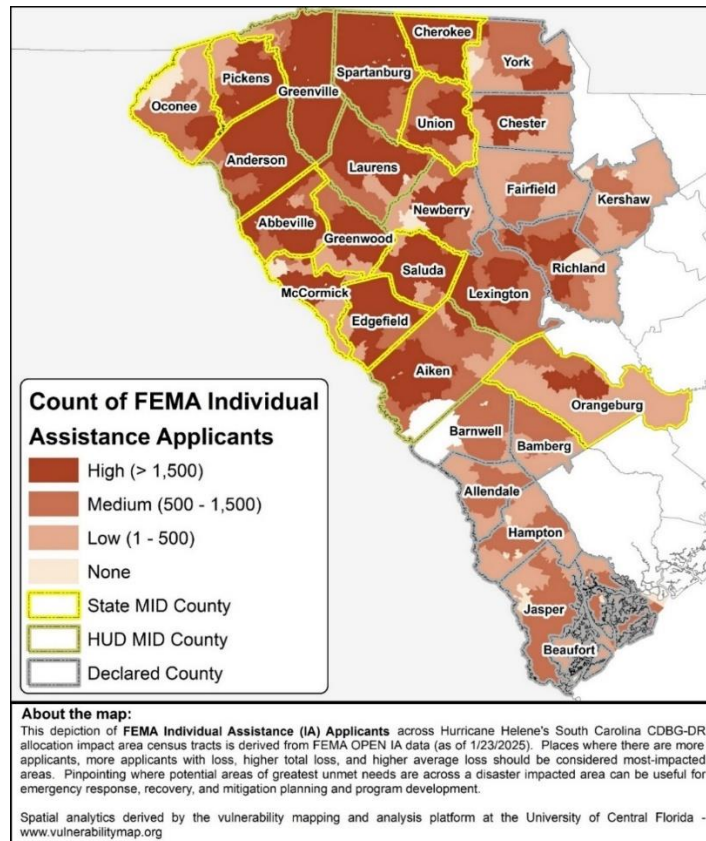 Cherokee
York
Pickens
Spartanburg
Greenville
Oconee
Union
Chester
Anderson
Laurens
Fairfield
Kershaw
Newberry
Abbeville
Greenwood
Richland
Saluda
McCormick
Lexington
Edgefield
Aiken
Orangeburg
Barnwell
Bamberg
Allendale
Hampton
Jasper
Beaufort
Count of FEMA Individual
Assistance Applicants
High (> 1,500)
Medium (500 - 1,500)
Low (1 - 500)
None
State MID County
HUD MID County
Declared County
About the map:
This depiction of FEMA Individual Assistance (IA) Applicants across Hurricane Helene's South Carolina CDBG-DR
allocation impact area census tracts is derived from FEMA OPEN IA data (as of 1/23/2025). Places where there are more
applicants, more applicants with loss, higher total loss, and higher average loss should be considered most-impacted
areas. Pinpointing where potential areas of greatest unmet needs are across a disaster impacted area can be useful for
emergency response, recovery, and mitigation planning and program development.
Spatial analytics derived by the vulnerability mapping and analysis platform at the University of Central Florida -
www.vulnerabilitymap.org